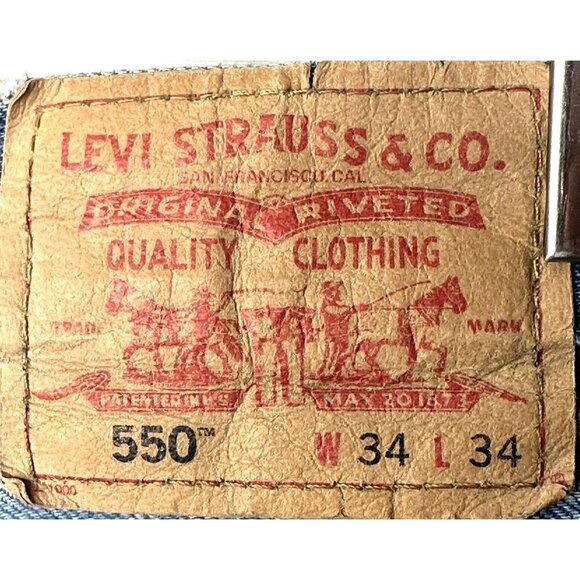 LEVI STRAUSS & CO.
SAN FRANCISCO, CAL.
ORIGINAL RIVETED
QUALITY CLOTHING
TRADE MARK
PATENTED IN U.S. MAY 20 1873
550™ W 34 L 34